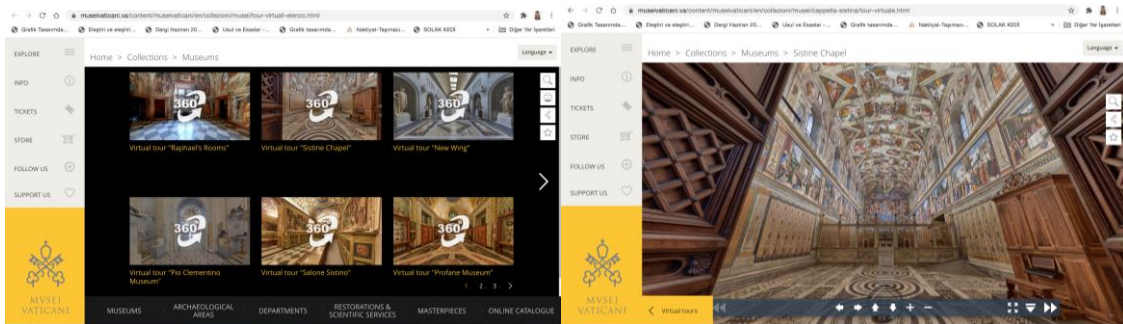 museivaticani.va/content/museivaticani/en/collezioni/musei/tour-virtuali-elenco.html
Grafik Tasarımda...
Eleştiri ve eleştiri...
Dergi Haziran 20...
Usul ve Esaslar -...
Grafik tasarımda...
Nakliyat-Taşımacı...
SOLAK KEDİ
Diğer Yer İşaretleri
EXPLORE
Home > Collections > Museums
Language
INFO
TICKETS
STORE
FOLLOW US
SUPPORT US
360°
360°
360°
Virtual tour "Raphael's Rooms"
Virtual tour "Sistine Chapel"
Virtual tour "New Wing"
360°
360°
360°
Virtual tour "Pio Clementino
Museum"
Virtual tour "Salone Sistino"
Virtual tour "Profane Museum"
1 . 2 . 3 . >
MVSEI
VATICANI
MUSEUMS
ARCHAEOLOGICAL
AREAS
DEPARTMENTS
RESTORATIONS &
SCIENTIFIC SERVICES
MASTERPIECES
ONLINE CATALOGUE
museivaticani.va/content/museivaticani/en/collezioni/musei/cappella-sistina/tour-virtuale.html
Grafik Tasarımda...
Eleştiri ve eleştiri...
Dergi Haziran 20...
Usul ve Esaslar -...
Grafik tasarımda...
Nakliyat-Taşımacı...
SOLAK KEDİ
Diğer Yer İşaretleri
EXPLORE
Home > Collections > Museums > Sistine Chapel
Language
INFO
TICKETS
STORE
FOLLOW US
SUPPORT US
MVSEI
VATICANI
Virtual tours